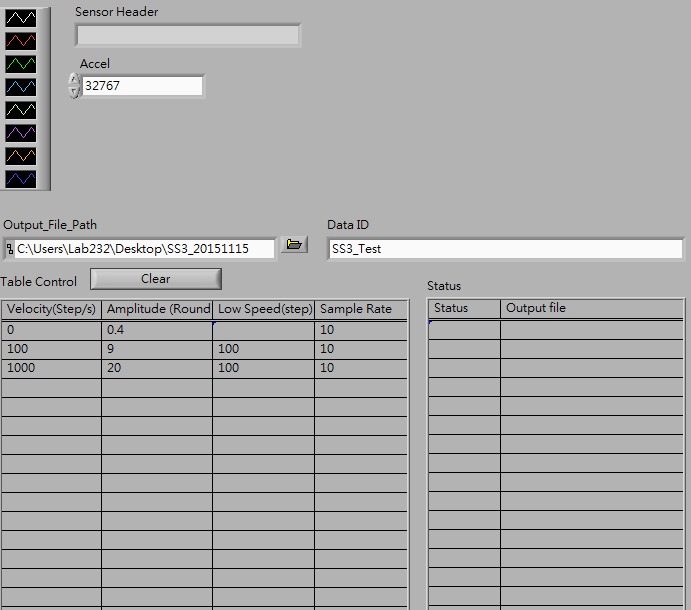 Sensor Header
Accel
32767
Output_File_Path
Data ID
C:\Users\Lab232\Desktop\SS3_20151115
SS3_Test
Table Control
Clear
Status
Velocity(Step/s) Amplitude (Round Low Speed(step) Sample Rate
0 0.4 10
100 9 100 10
1000 20 100 10
Status Output file